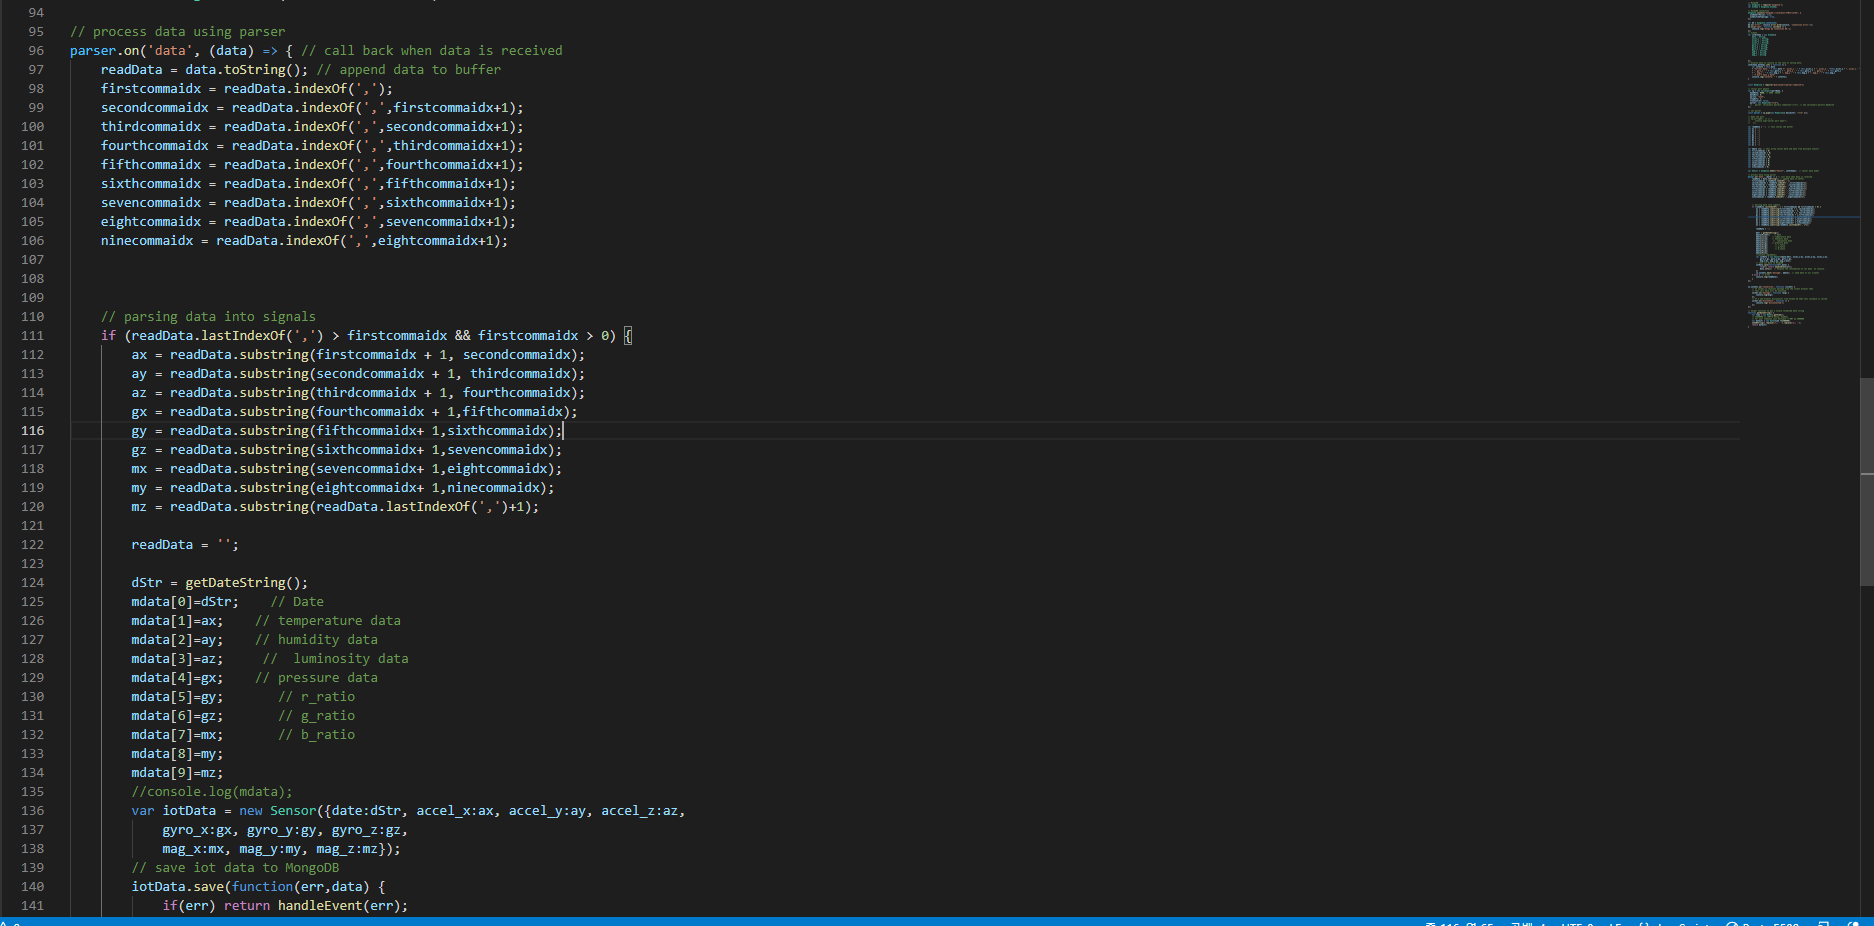 94
95 // process data using parser
96 parser.on('data', (data) => { // call back when data is received
97 readData = data.toString(); // append data to buffer
98 firstcommaidx = readData.indexOf(',');
99 secondcommaidx = readData.indexOf(',',firstcommaidx+1);
100 thirdcommaidx = readData.indexOf(',',secondcommaidx+1);
101 fourthcommaidx = readData.indexOf(',',thirdcommaidx+1);
102 fifthcommaidx = readData.indexOf(',',fourthcommaidx+1);
103 sixthcommaidx = readData.indexOf(',',fifthcommaidx+1);
104 sevencommaidx = readData.indexOf(',',sixthcommaidx+1);
105 eightcommaidx = readData.indexOf(',',sevencommaidx+1);
106 ninecommaidx = readData.indexOf(',',eightcommaidx+1);
107
108
109
110 // parsing data into signals
111 if (readData.lastIndexOf(',') > firstcommaidx && firstcommaidx > 0) {
112 ax = readData.substring(firstcommaidx + 1, secondcommaidx);
113 ay = readData.substring(secondcommaidx + 1, thirdcommaidx);
114 az = readData.substring(thirdcommaidx + 1, fourthcommaidx);
115 gx = readData.substring(fourthcommaidx + 1,fifthcommaidx);
116 gy = readData.substring(fifthcommaidx+ 1,sixthcommaidx);
117 gz = readData.substring(sixthcommaidx+ 1,sevencommaidx);
118 mx = readData.substring(sevencommaidx+ 1,eightcommaidx);
119 my = readData.substring(eightcommaidx+ 1,ninecommaidx);
120 mz = readData.substring(readData.lastIndexOf(',')+1);
121
122 readData = '';
123
124 dStr = getDateString();
125 mdata[0]=dStr; // Date
126 mdata[1]=ax; // temperature data
127 mdata[2]=ay; // humidity data
128 mdata[3]=az; // luminosity data
129 mdata[4]=gx; // pressure data
130 mdata[5]=gy; // r_ratio
131 mdata[6]=gz; // g_ratio
132 mdata[7]=mx; // b_ratio
133 mdata[8]=my;
134 mdata[9]=mz;
135 //console.log(mdata);
136 var iotData = new Sensor({date:dStr, accel_x:ax, accel_y:ay, accel_z:az,
137 gyro_x:gx, gyro_y:gy, gyro_z:gz,
138 mag_x:mx, mag_y:my, mag_z:mz});
139 // save iot data to MongoDB
140 iotData.save(function(err,data) {
141 if(err) return handleEvent(err);